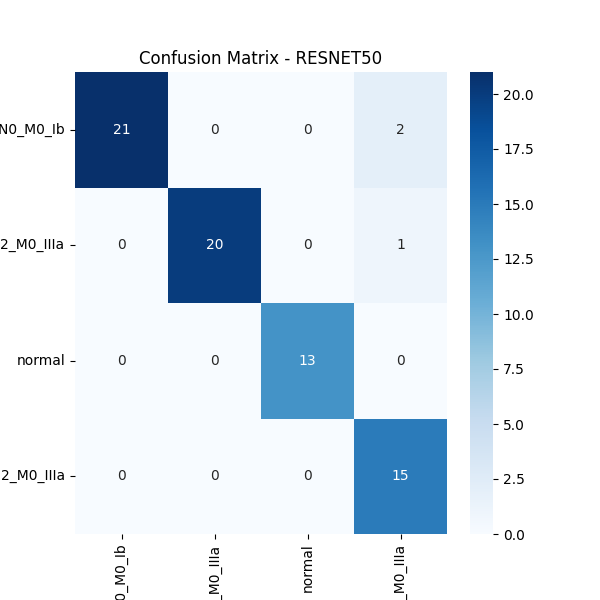 Confusion Matrix - RESNET50
N0_M0_Ib 21 0 0 2
2_M0_IIIa 0 20 0 1
normal 0 0 13 0
2_M0_IIIa 0 0 0 15
0_M0_Ib
_M0_IIIa
normal
_M0_IIIa
20.0
17.5
15.0
12.5
10.0
7.5
5.0
2.5
0.0